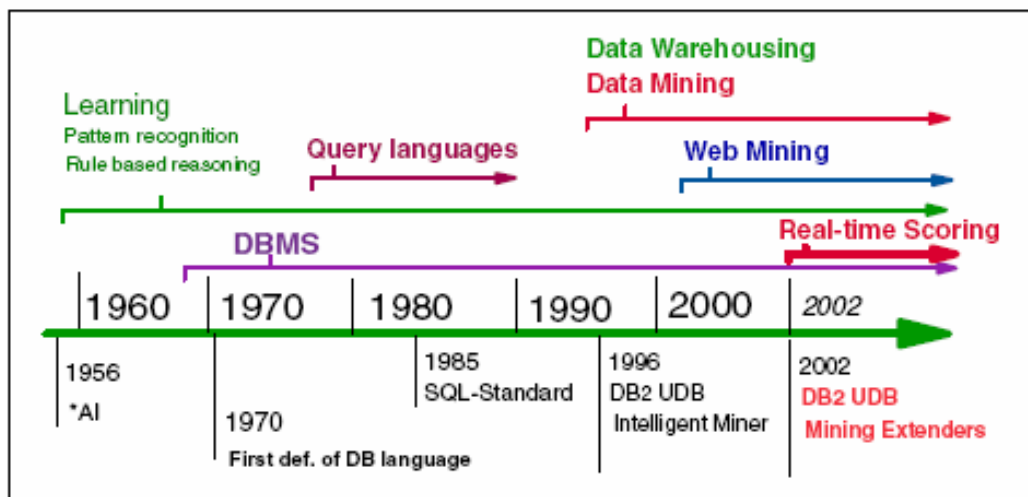 Data Warehousing
Data Mining
Learning
Pattern recognition
Rule based reasoning
Query languages
Web Mining
Real-time Scoring
DBMS
1960
1970
1980
1990
2000
2002
1956
*AI
1970
First def. of DB language
1985
SQL-Standard
1996
DB2 UDB
Intelligent Miner
2002
DB2 UDB
Mining Extenders